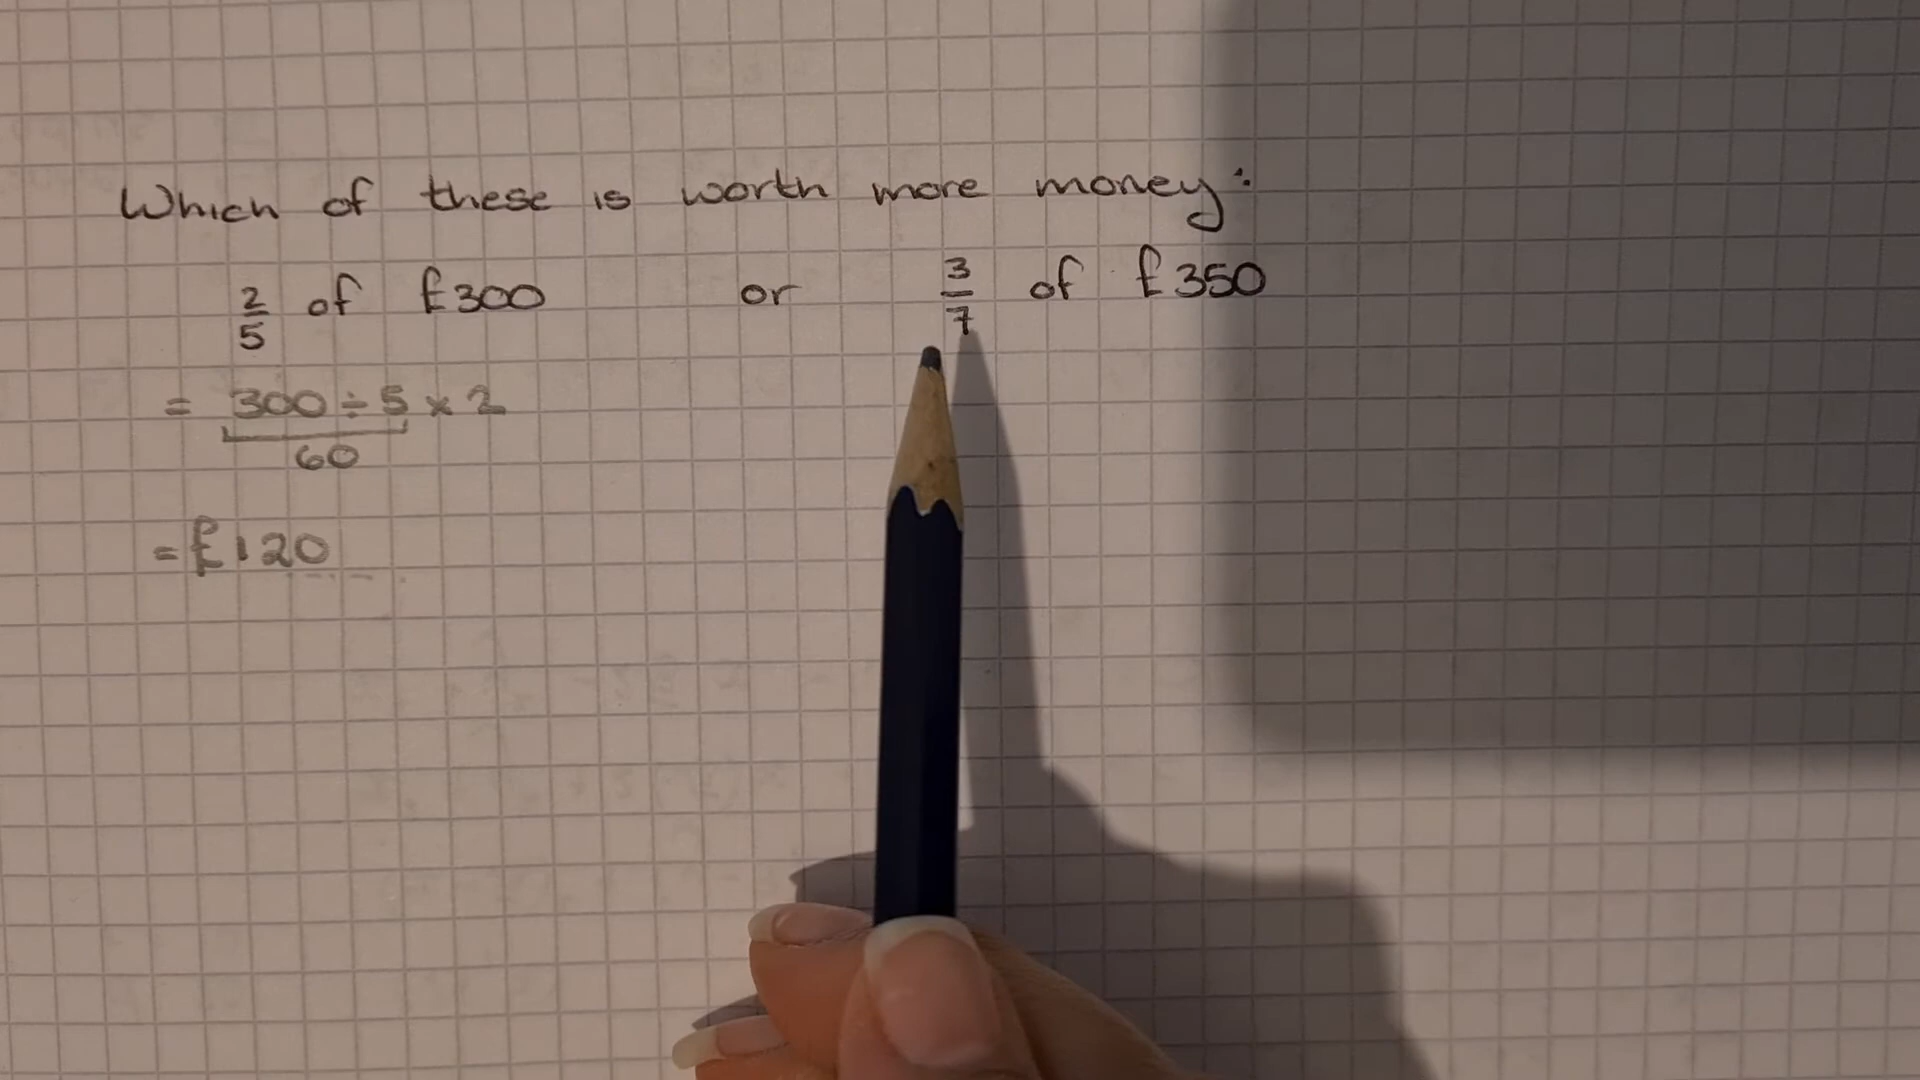 Which of these is worth more money:
2/5 of £300 or 3/7 of £350
= 300 ÷ 5 × 2
60
= £120